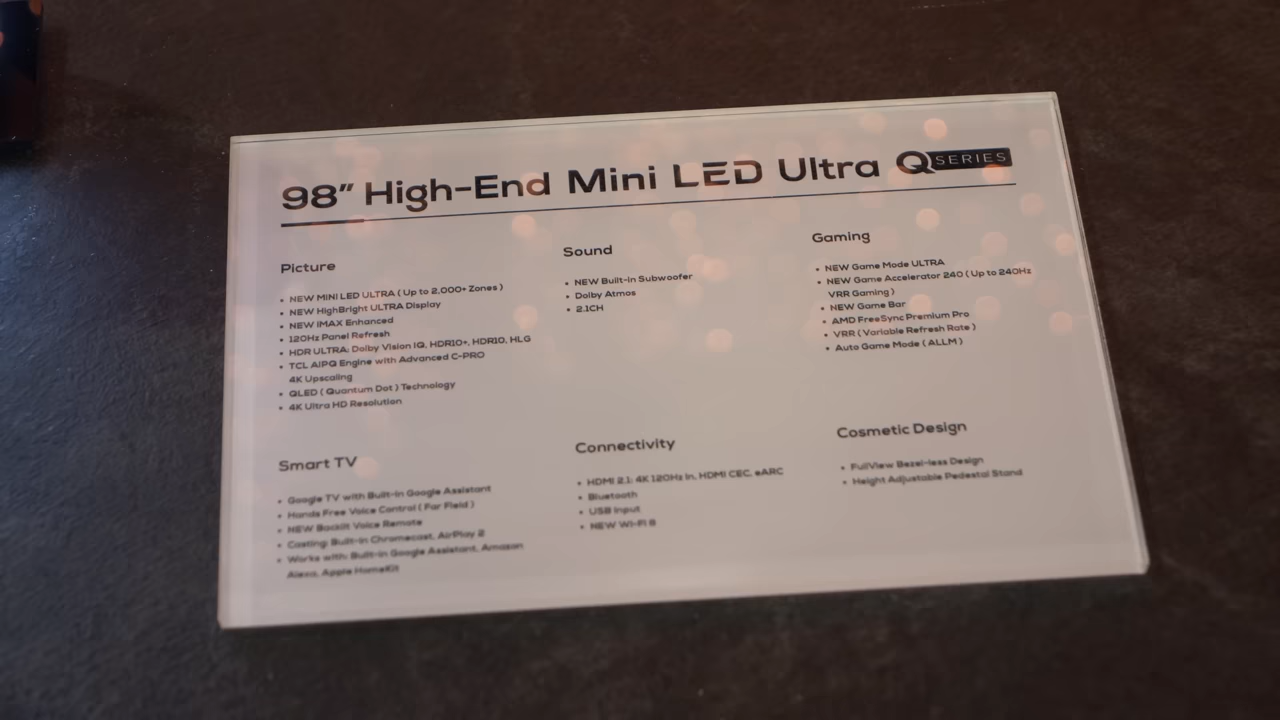 98" High-End Mini LED Ultra Q SERIES
Picture
• NEW MINI LED ULTRA ( Up to 2,000+ Zones )
• NEW HighBright ULTRA Display
• NEW IMAX Enhanced
• 120Hz Panel Refresh
• HDR ULTRA: Dolby Vision IQ, HDR10+, HDR10, HLG
• TCL AIPQ Engine with Advanced C-PRO
4K Upscaling
• QLED ( Quantum Dot ) Technology
• 4K Ultra HD Resolution
Sound
• NEW Built-in Subwoofer
• Dolby Atmos
• 2.1CH
Gaming
• NEW Game Mode ULTRA
• NEW Game Accelerator 240 ( Up to 240Hz
VRR Gaming )
• NEW Game Bar
• AMD FreeSync Premium Pro
• VRR ( Variable Refresh Rate )
• Auto Game Mode ( ALLM )
Smart TV
• Google TV with Built-in Google Assistant
• Hands Free Voice Control ( Far Field )
• NEW Backlit Voice Remote
• Casting: Built-in Chromecast, AirPlay 2
• Works with: Built-in Google Assistant, Amazon
Alexa, Apple HomeKit
Connectivity
• HDMI 2.1: 4K 120Hz In, HDMI CEC, eARC
• Bluetooth
• USB Input
• NEW Wi-Fi 6
Cosmetic Design
• FullView Bezel-less Design
• Height Adjustable Pedestal Stand